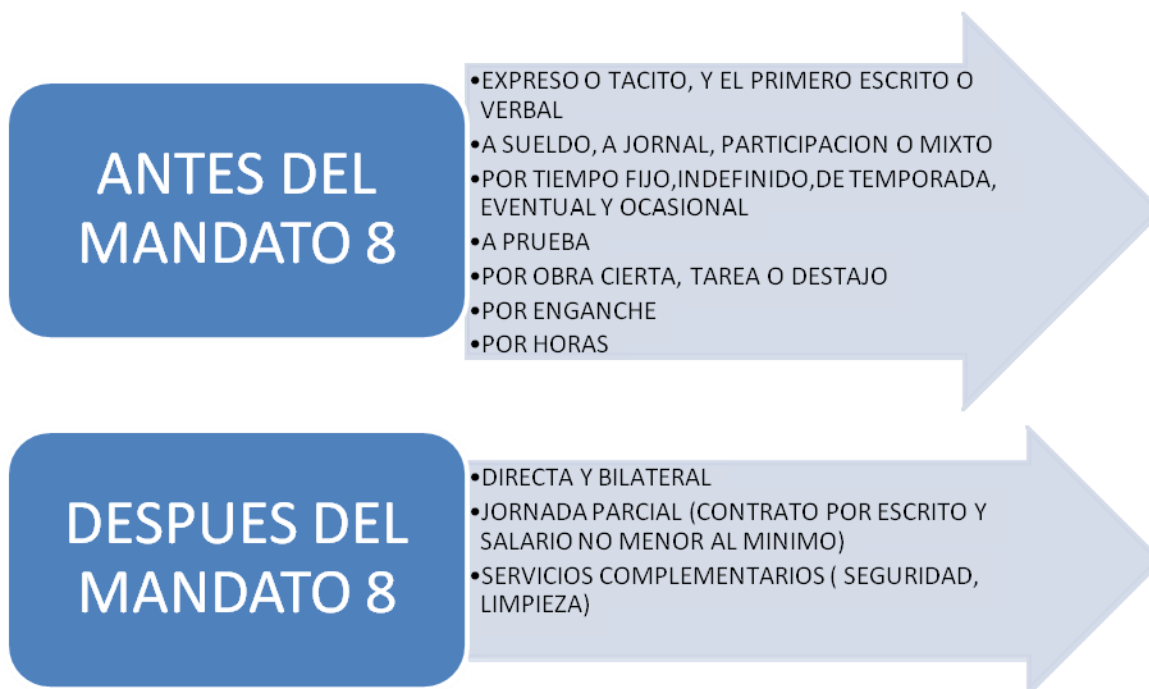 ANTES DEL
MANDATO 8
•EXPRESO O TACITO, Y EL PRIMERO ESCRITO O
VERBAL
•A SUELDO, A JORNAL, PARTICIPACION O MIXTO
•POR TIEMPO FIJO,INDEFINIDO,DE TEMPORADA,
EVENTUAL Y OCASIONAL
•A PRUEBA
•POR OBRA CIERTA, TAREA O DESTAJO
•POR ENGANCHE
•POR HORAS
DESPUES DEL
MANDATO 8
•DIRECTA Y BILATERAL
•JORNADA PARCIAL (CONTRATO POR ESCRITO Y
SALARIO NO MENOR AL MINIMO)
•SERVICIOS COMPLEMENTARIOS ( SEGURIDAD,
LIMPIEZA)